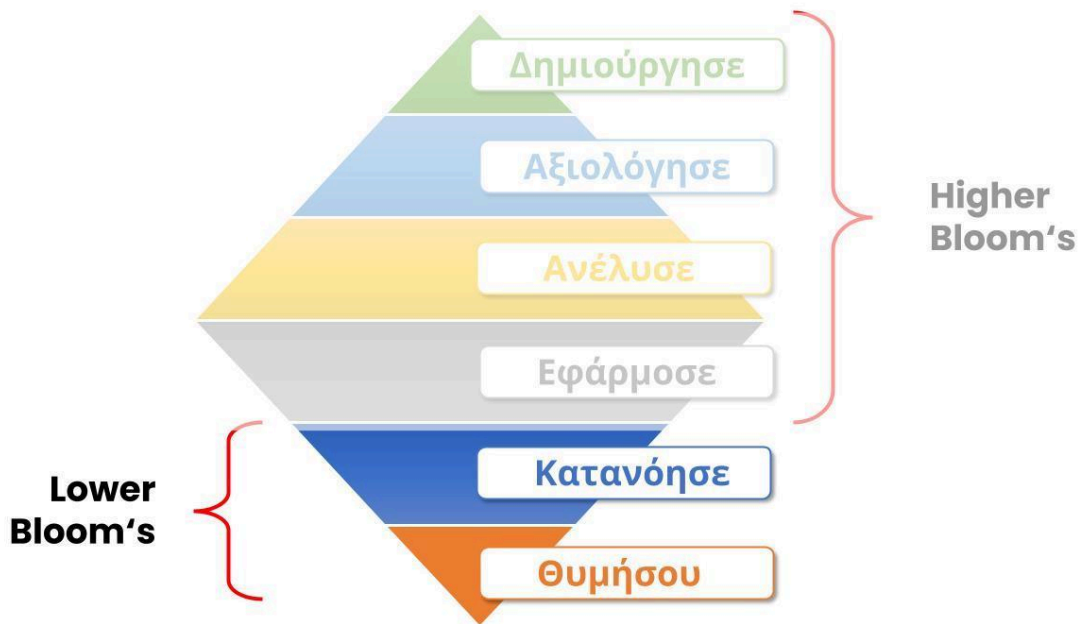 Δημιούργησε
Αξιολόγησε
Ανέλυσε
Εφάρμοσε
Κατανόησε
Θυμήσου
Higher
Bloom‘s
Lower
Bloom‘s